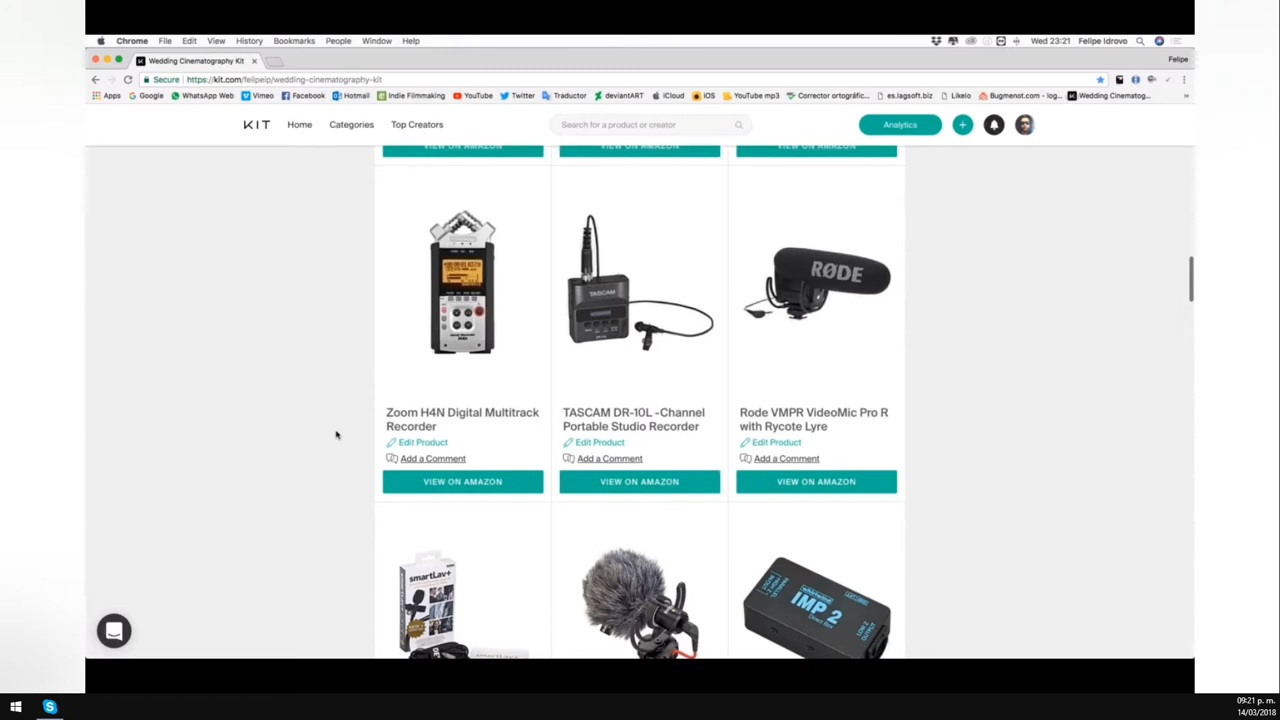 Chrome File Edit View History Bookmarks People Window Help Wed 23:21 Felipe Idrovo
Wedding Cinematography Kit Felipe
Secure https://kit.com/felipeip/wedding-cinematography-kit
Apps Google WhatsApp Web Vimeo Facebook Hotmail Indie Filmmaking YouTube Twitter Traductor deviantART iCloud iOS YouTube mp3 Corrector ortográfic... es.lagsoft.biz Likelo Bugmenot.com - log... Wedding Cinematog...
KIT Home Categories Top Creators Search for a product or creator Analytics
VIEW ON AMAZON VIEW ON AMAZON VIEW ON AMAZON
TASCAM
RØDE
Zoom H4N Digital Multitrack
Recorder
Edit Product
Add a Comment
VIEW ON AMAZON
TASCAM DR-10L -Channel
Portable Studio Recorder
Edit Product
Add a Comment
VIEW ON AMAZON
Rode VMPR VideoMic Pro R
with Rycote Lyre
Edit Product
Add a Comment
VIEW ON AMAZON
smartLav+
whirlwind
IMP 2
Direct Box
09:21 p. m.
14/03/2018